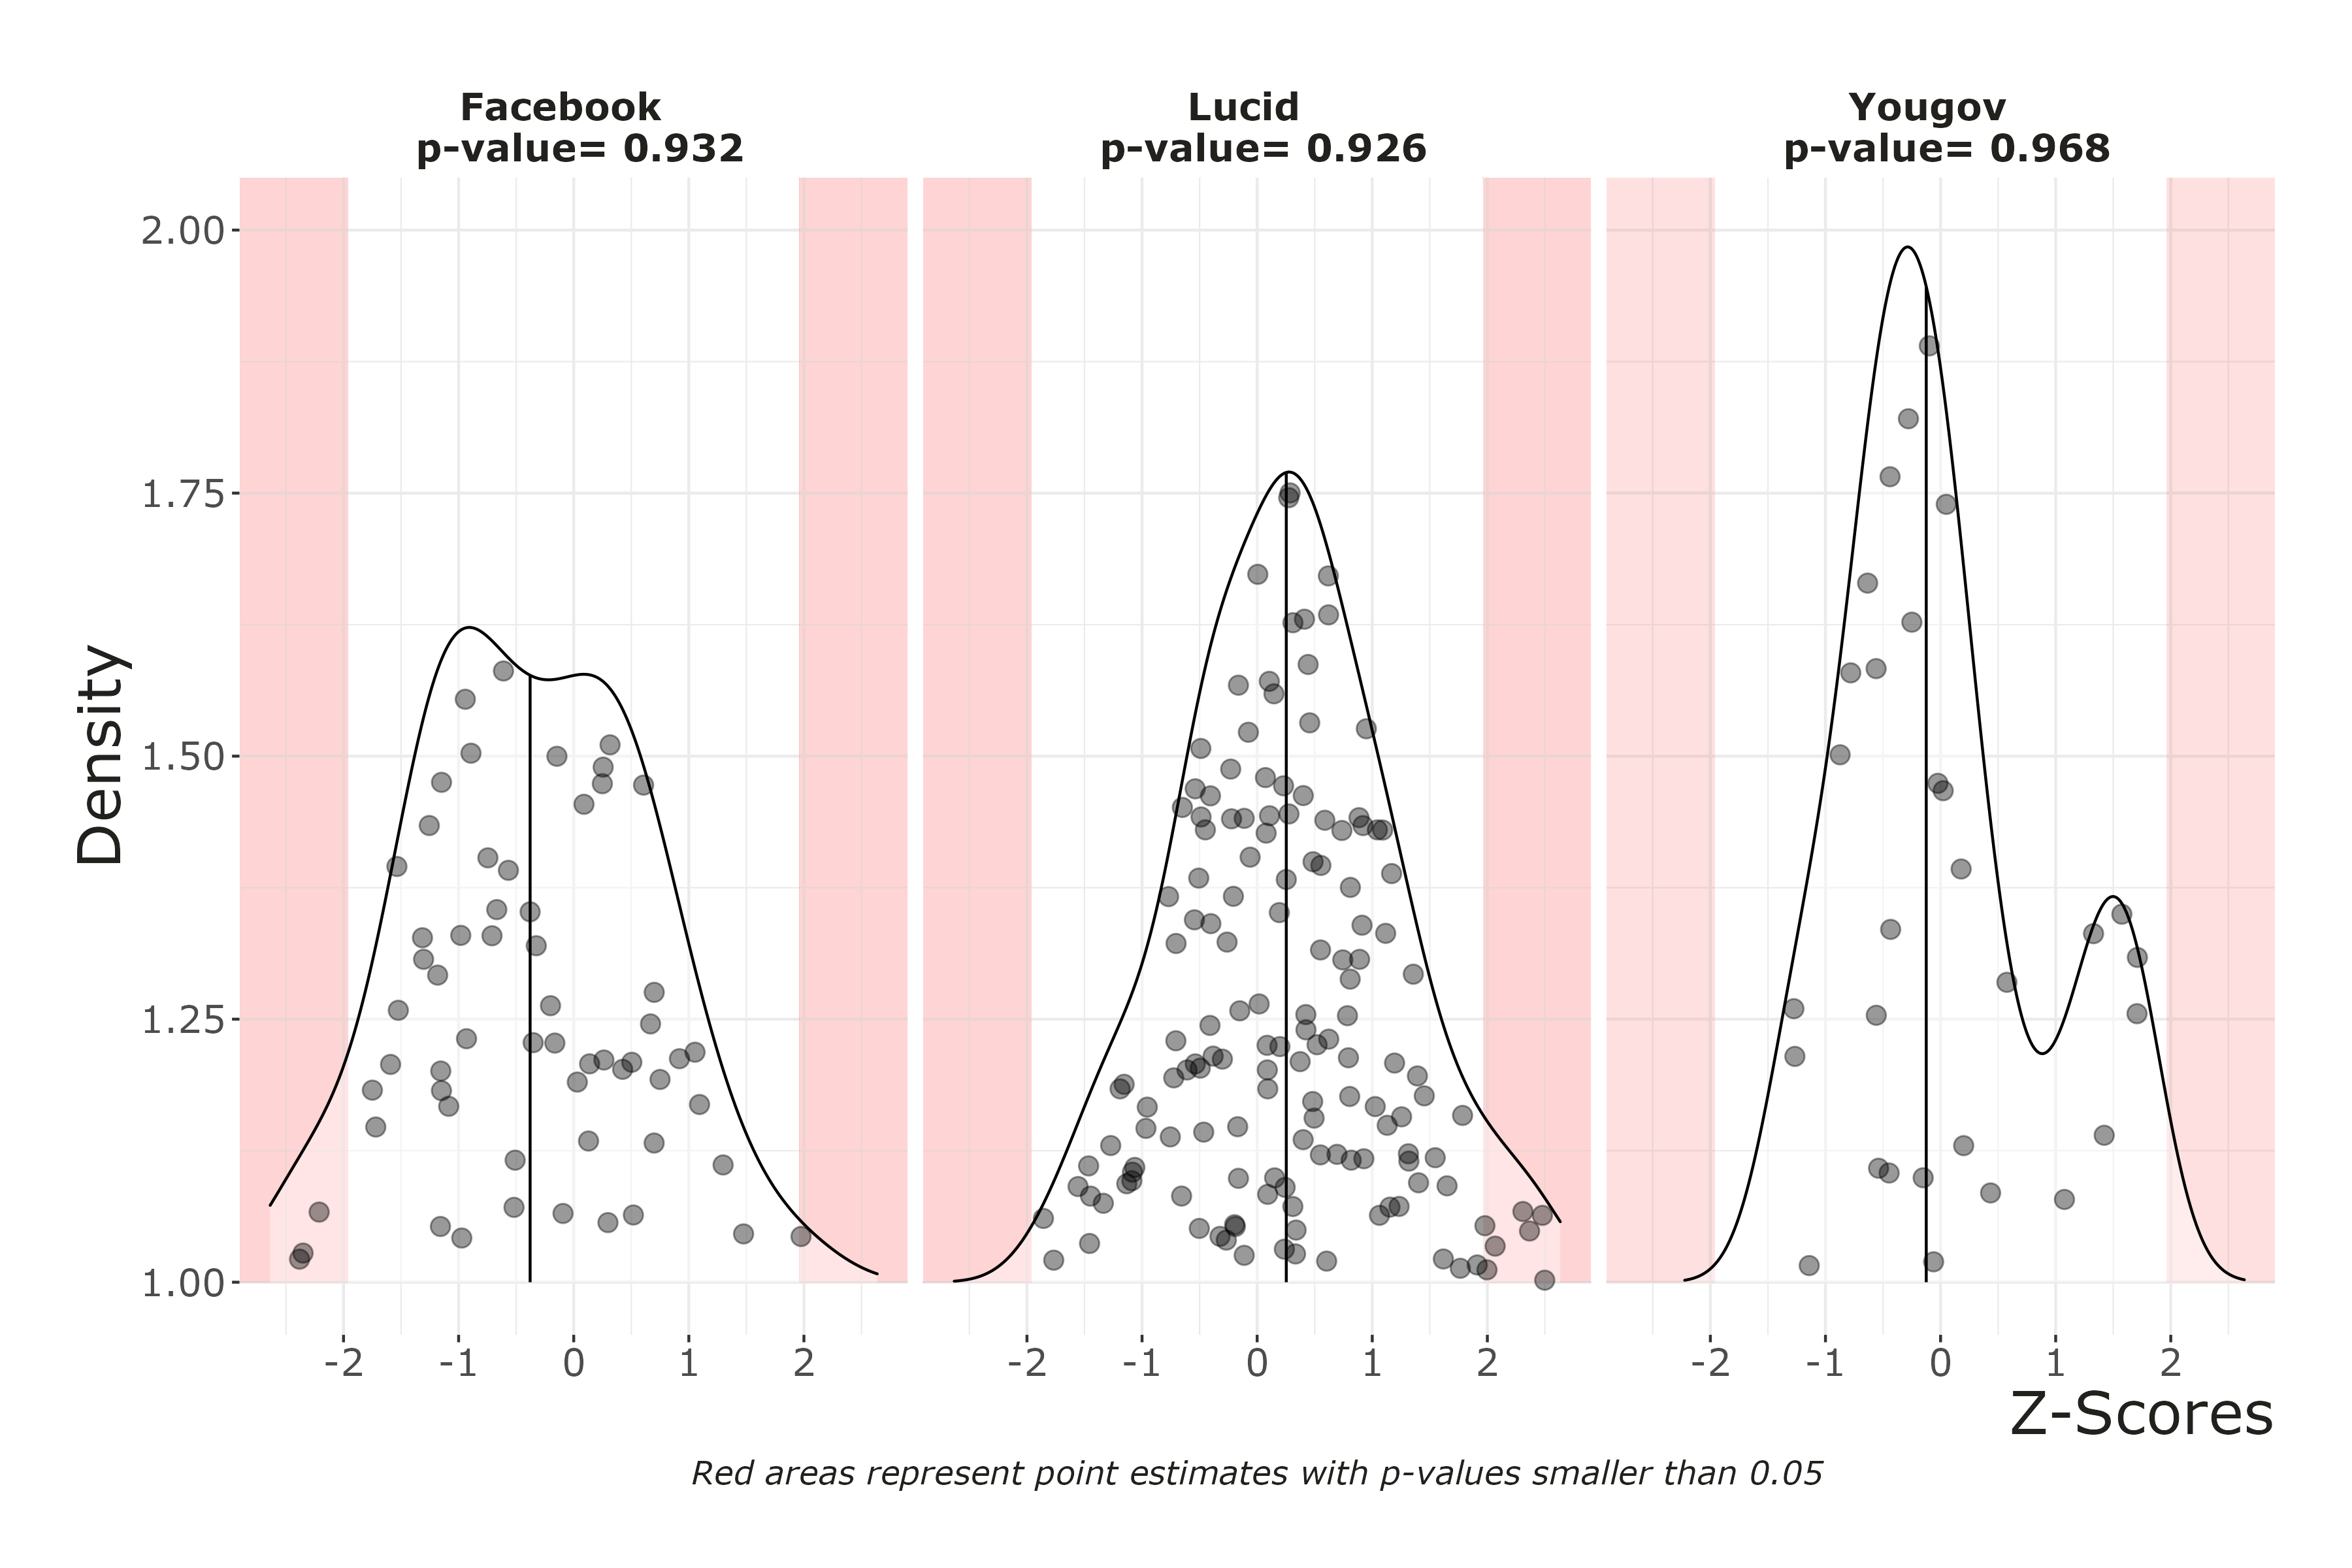 Facebook
p-value= 0.932
Lucid
p-value= 0.926
Yougov
p-value= 0.968
Density
2.00
1.75
1.50
1.25
1.00
-2 -1 0 1 2
-2 -1 0 1 2
-2 -1 0 1 2
Z-Scores
Red areas represent point estimates with p-values smaller than 0.05